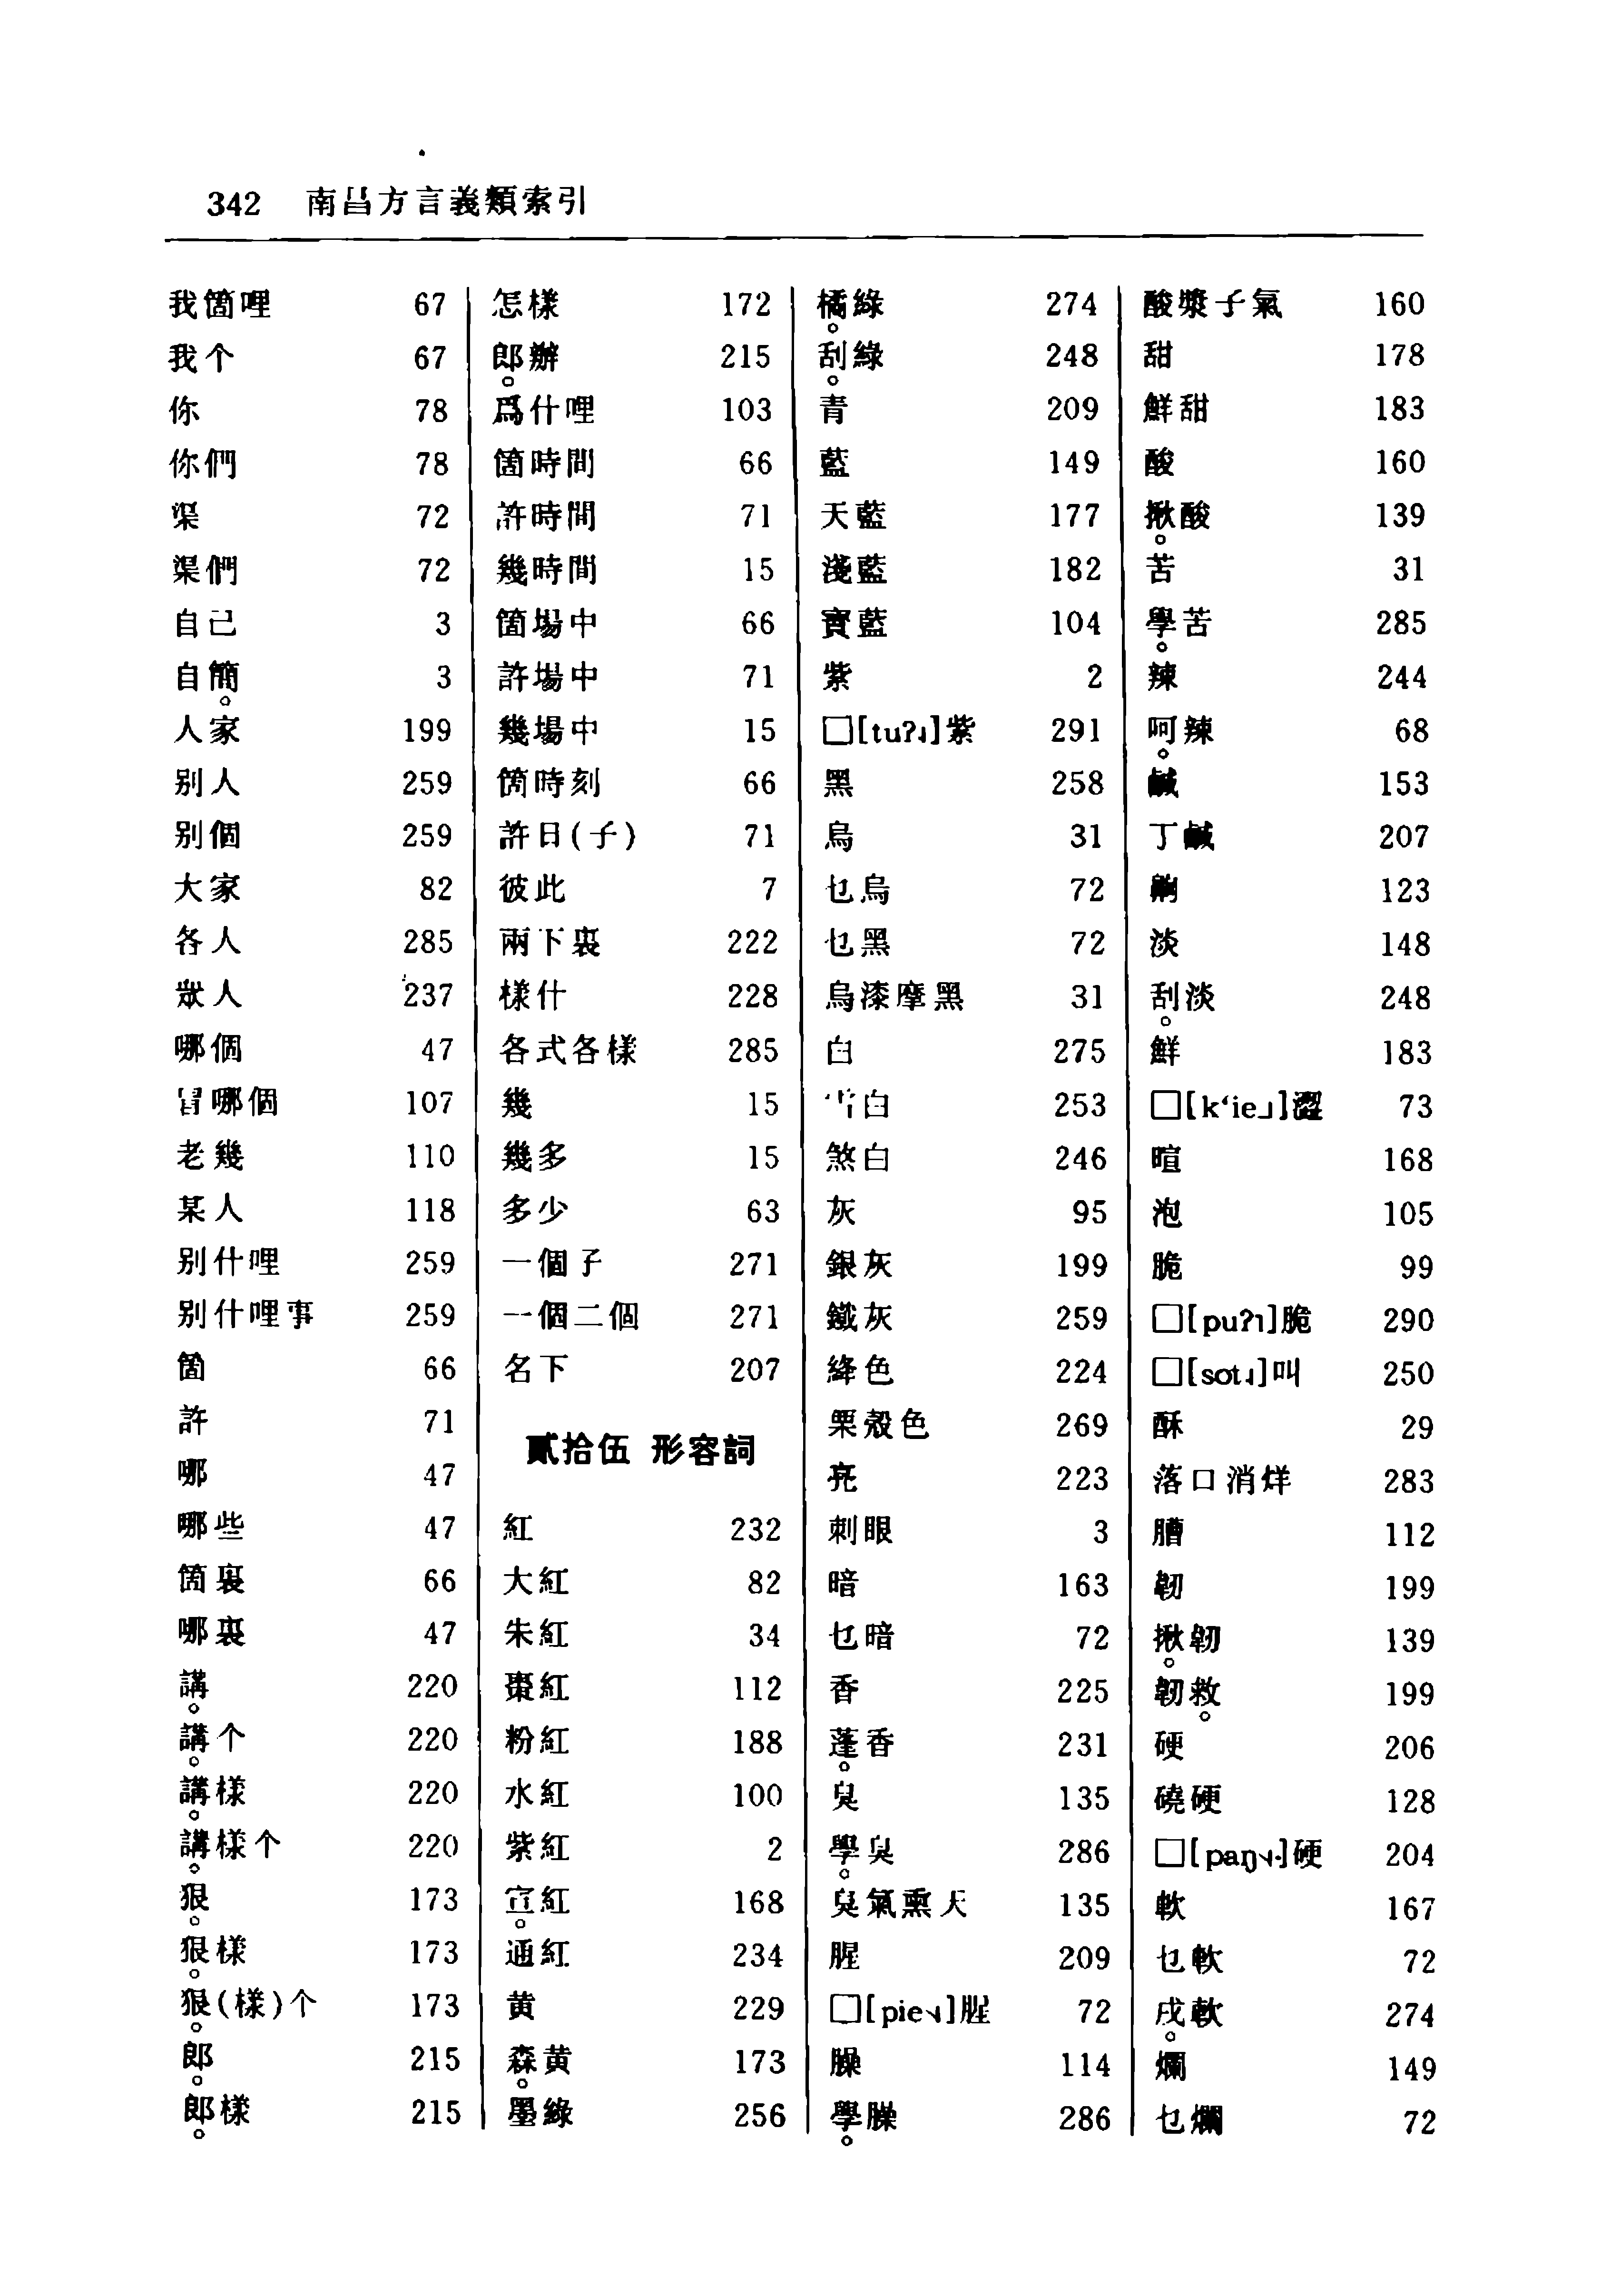 342 南昌方言義類索引
我箇哩 67
我个 67
你 78
你們 78
渠 72
渠們 72
自己 3
自簡 3
人家 199
别人 259
别個 259
大家 82
各人 285
眾人 237
哪個 47
冒哪個 107
老幾 110
某人 118
别什哩 259
别什哩事 259
箇 66
許 71
哪 47
哪些 47
箇裏 66
哪裏 47
講 220
講个 220
講樣 220
講樣个 220
狠 173
狠樣 173
狠(樣)个 173
郎 215
郎樣 215
怎樣 172
郎辦 215
爲什哩 103
箇時間 66
許時間 71
幾時間 15
箇場中 66
許場中 71
幾場中 15
箇時刻 66
許日(子) 71
彼此 7
兩下裏 222
樣什 228
各式各樣 285
幾 15
幾多 15
多少 63
一個子 271
一個二個 271
名下 207
貳拾伍 形容詞
紅 232
大紅 82
朱紅 34
棗紅 112
粉紅 188
水紅 100
紫紅 2
宣紅 168
通紅 234
黄 229
森黄 173
墨綠 256
橘綠 274
刮綠 248
青 209
藍 149
天藍 177
淺藍 182
寶藍 104
紫 2
□[tuʔ˩]紫 291
黑 258
烏 31
乜烏 72
乜黑 72
烏漆摩黑 31
白 275
白 253
煞白 246
灰 95
銀灰 199
鐵灰 259
絳色 224
栗殼色 269
亮 223
刺眼 3
暗 163
乜暗 72
香 225
蓬香 231
臭 135
學臭 286
臭氣熏天 135
腥 209
□[pie]腥 72
臊 114
學臊 286
酸漿子氣 160
甜 178
鮮甜 183
酸 160
揪酸 139
苦 31
學苦 285
辣 244
呵辣 68
鹹 153
丁鹹 207
123
淡 148
刮淡 248
鮮 183
□[k‘ie˩]澀 73
暄 168
泡 105
脆 99
□[puʔ˥]脆 290
□[sot˩]叫 250
酥 29
落口消烊 283
膤 112
韌 199
揪韌 139
韌救 199
硬 206
磽硬 128
□[paŋ]硬 204
軟 167
乜軟 72
戌軟 274
爛 149
乜爛 72